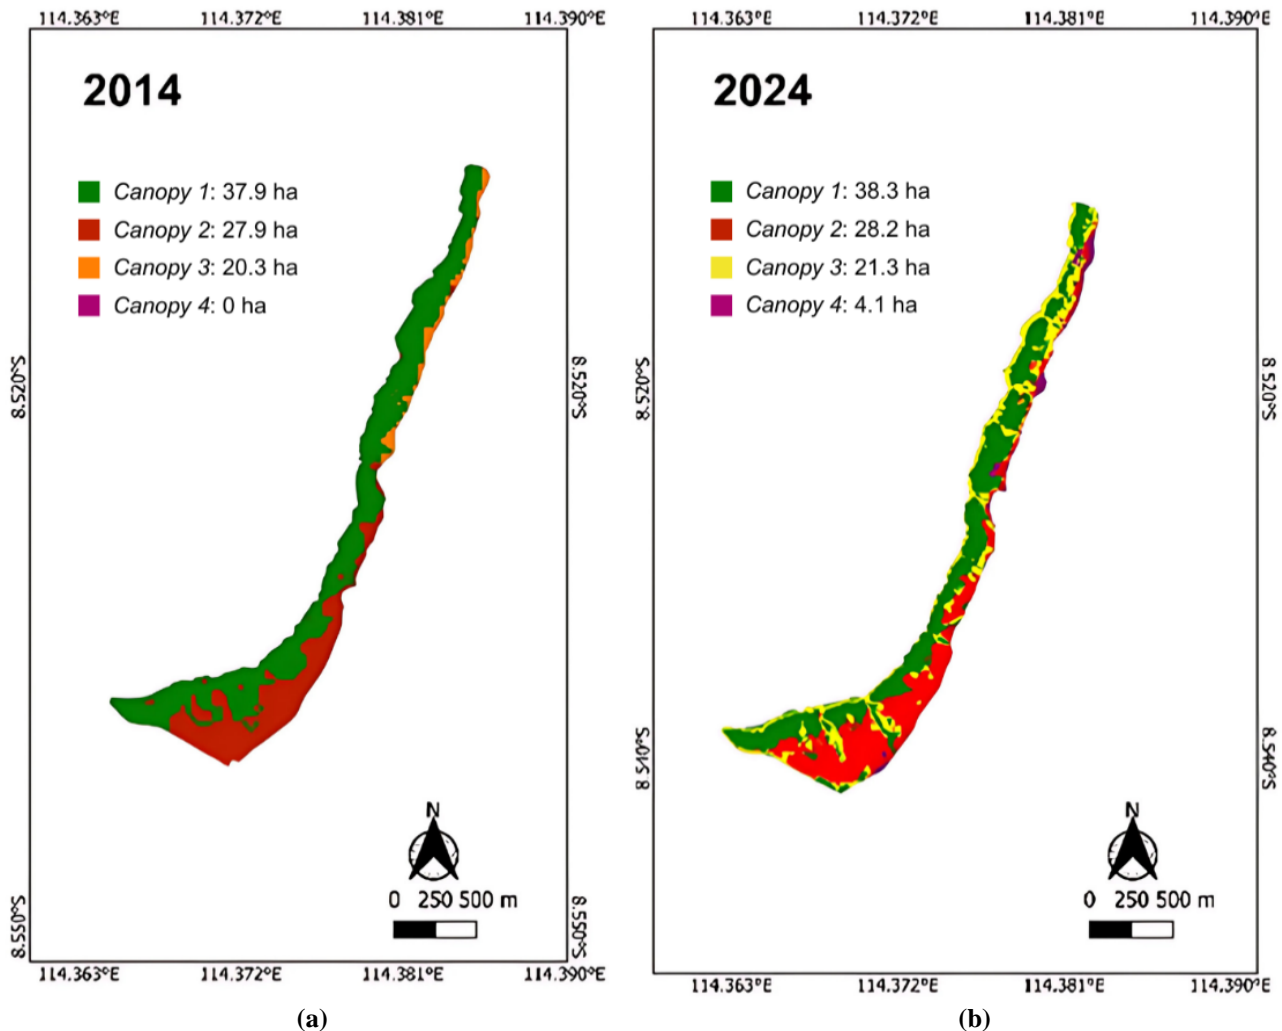 114.363°E 114.372°E 114.381°E 114.390°E
2014
Canopy 1: 37.9 ha
Canopy 2: 27.9 ha
Canopy 3: 20.3 ha
Canopy 4: 0 ha
8.520°S
8.520°S
8.550°S
8.550°S
N
0 250 500 m
114.363°E 114.372°E 114.381°E 114.390°E
(a)
114.363°E 114.372°E 114.381°E 114.390°E
2024
Canopy 1: 38.3 ha
Canopy 2: 28.2 ha
Canopy 3: 21.3 ha
Canopy 4: 4.1 ha
8.520°S
8.520°S
8.540°S
8.540°S
N
0 250 500 m
114.363°E 114.372°E 114.381°E 114.390°E
(b)